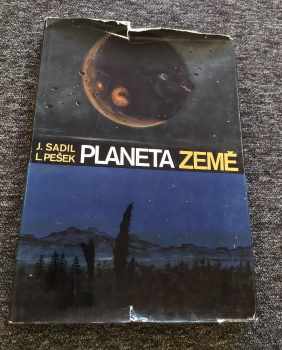 J. SADIL
L. PEŠEK
PLANETA ZEMĚ